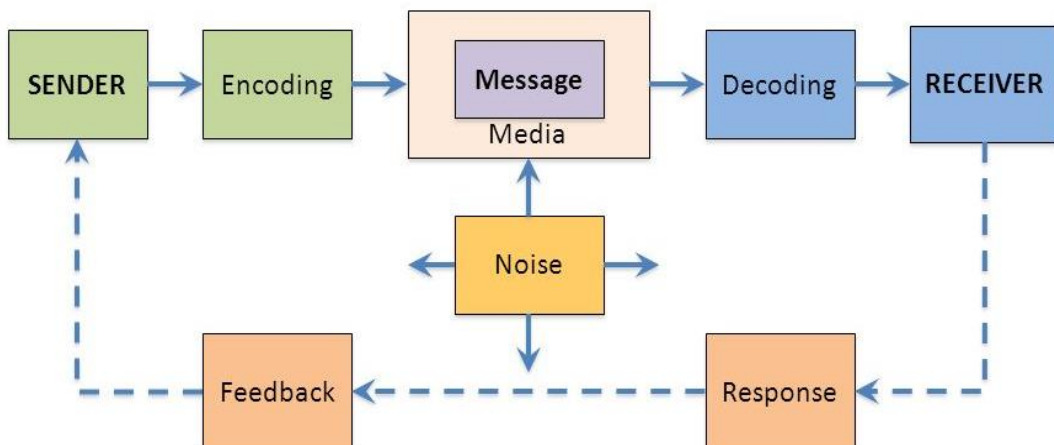 SENDER
Encoding
Message
Media
Decoding
RECEIVER
Noise
Feedback
Response